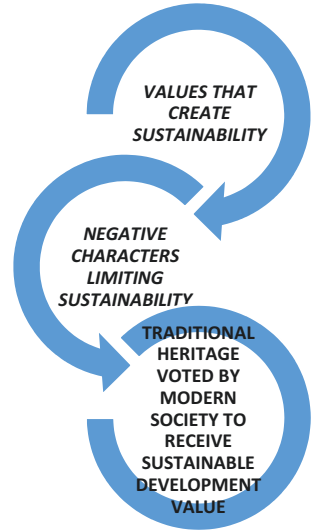 VALUES THAT
CREATE
SUSTAINABILITY
NEGATIVE
CHARACTERS
LIMITING
SUSTAINABILITY
TRADITIONAL
HERITAGE
VOTED BY
MODERN
SOCIETY TO
RECEIVE
SUSTAINABLE
DEVELOPMENT
VALUE